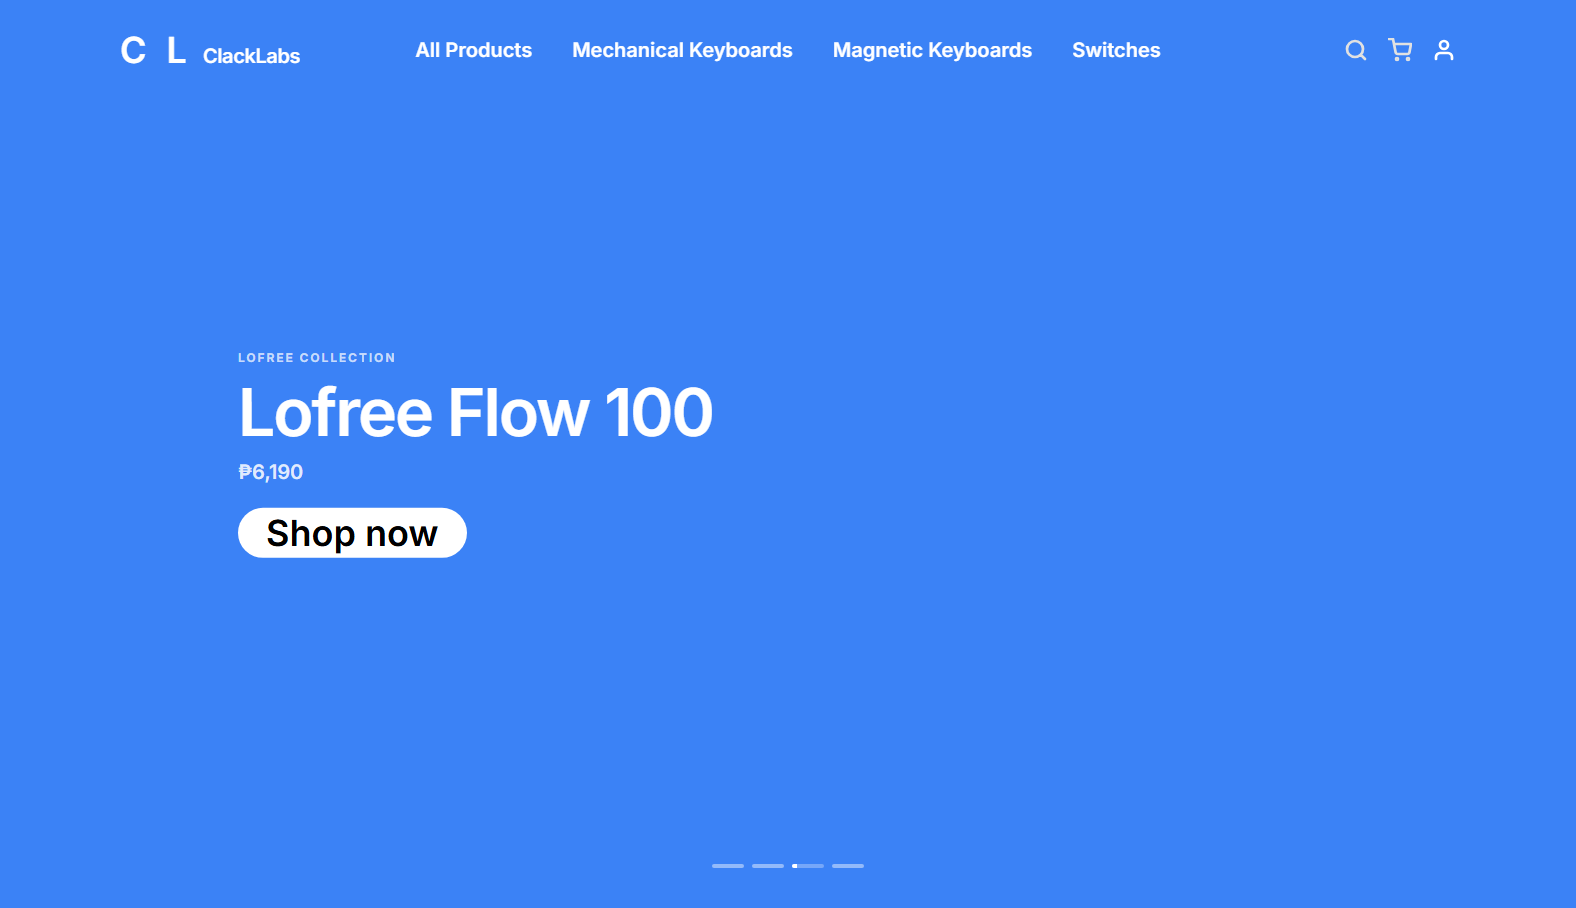 C L ClackLabs
All Products Mechanical Keyboards Magnetic Keyboards Switches
LOFREE COLLECTION
Lofree Flow 100
₱6,190
Shop now